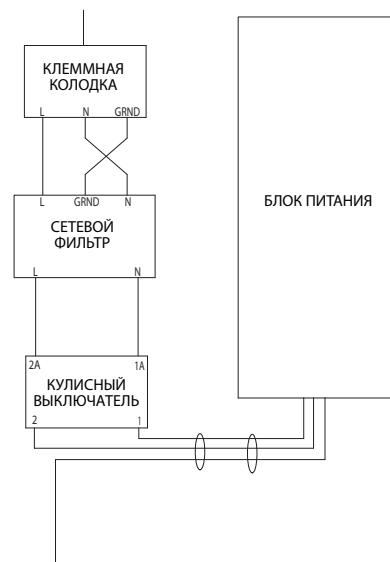 КЛЕММНАЯ
КОЛОДКА
L N GRND
L GRND N
СЕТЕВОЙ
ФИЛЬТР
L N
2A 1A
КУЛИСНЫЙ
ВЫКЛЮЧАТЕЛЬ
2 1
БЛОК ПИТАНИЯ